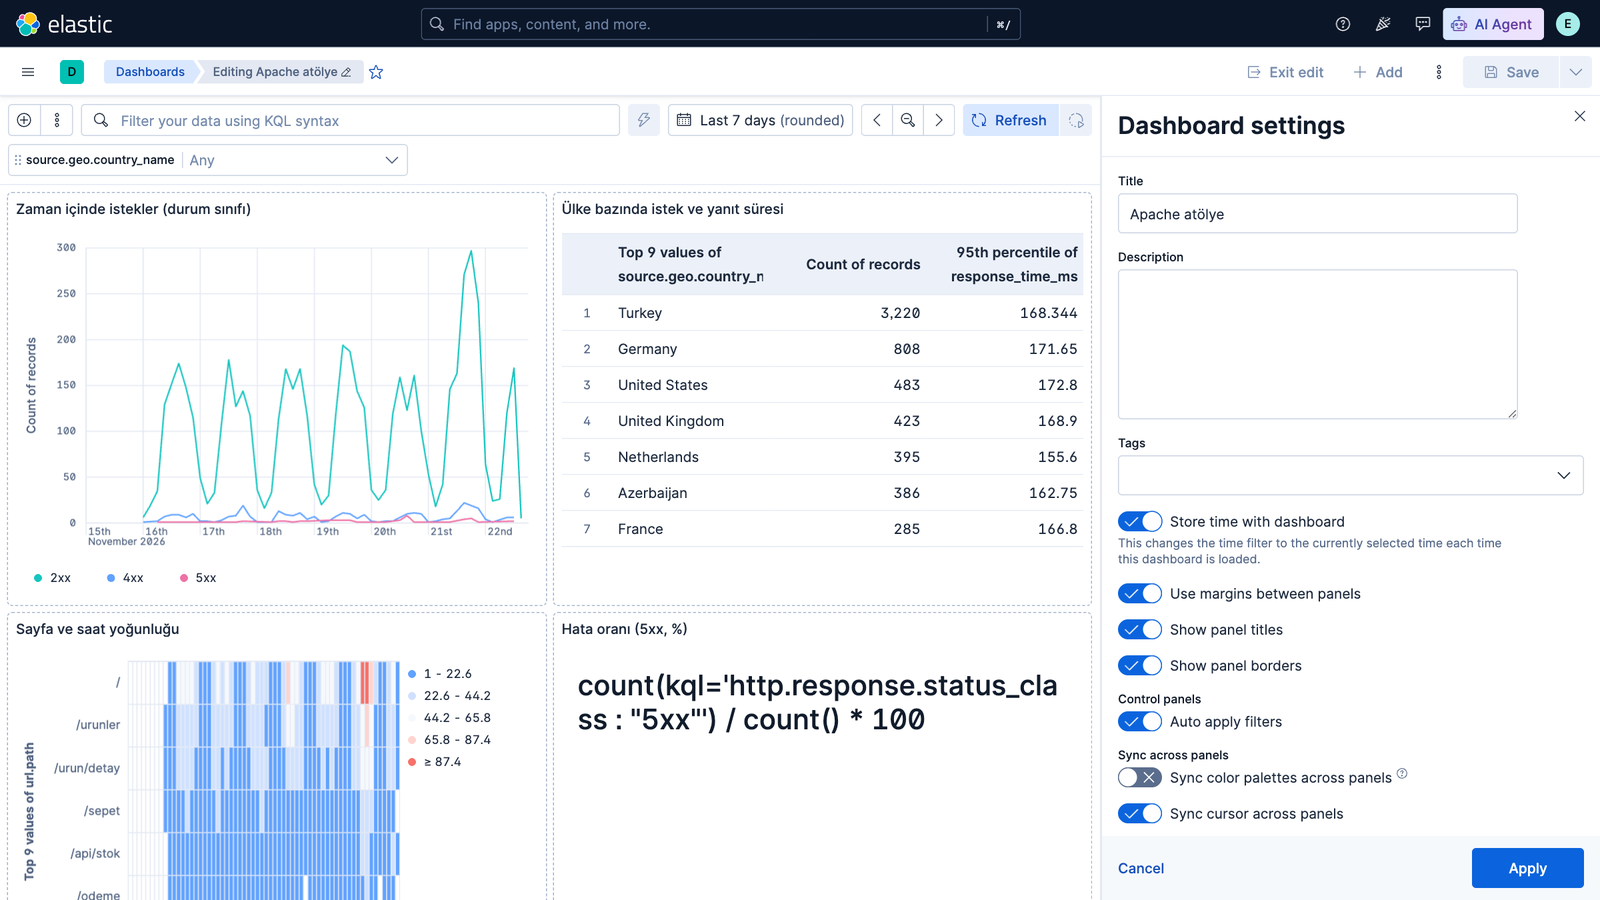 elastic
Find apps, content, and more.
⌘/
AI Agent
E
D
Dashboards
Editing Apache atölye
Exit edit
Add
Save
Filter your data using KQL syntax
Last 7 days (rounded)
Refresh
source.geo.country_name
Any
Zaman içinde istekler (durum sınıfı)
Count of records
300
250
200
150
100
50
0
15th
16th
17th
18th
19th
20th
21st
22nd
November 2026
2xx
4xx
5xx
Ülke bazında istek ve yanıt süresi
Top 9 values of
source.geo.country_n
Count of records
95th percentile of
response_time_ms
1 Turkey 3,220 168.344
2 Germany 808 171.65
3 United States 483 172.8
4 United Kingdom 423 168.9
5 Netherlands 395 155.6
6 Azerbaijan 386 162.75
7 France 285 166.8
Sayfa ve saat yoğunluğu
Top 9 values of url.path
/
/urunler
/urun/detay
/sepet
/api/stok
/odeme
1 - 22.6
22.6 - 44.2
44.2 - 65.8
65.8 - 87.4
≥ 87.4
Hata oranı (5xx, %)
count(kql='http.response.status_cla
ss : "5xx"') / count() * 100
Dashboard settings
Title
Apache atölye
Description
Tags
Store time with dashboard
This changes the time filter to the currently selected time each time
this dashboard is loaded.
Use margins between panels
Show panel titles
Show panel borders
Control panels
Auto apply filters
Sync across panels
Sync color palettes across panels
Sync cursor across panels
Cancel
Apply